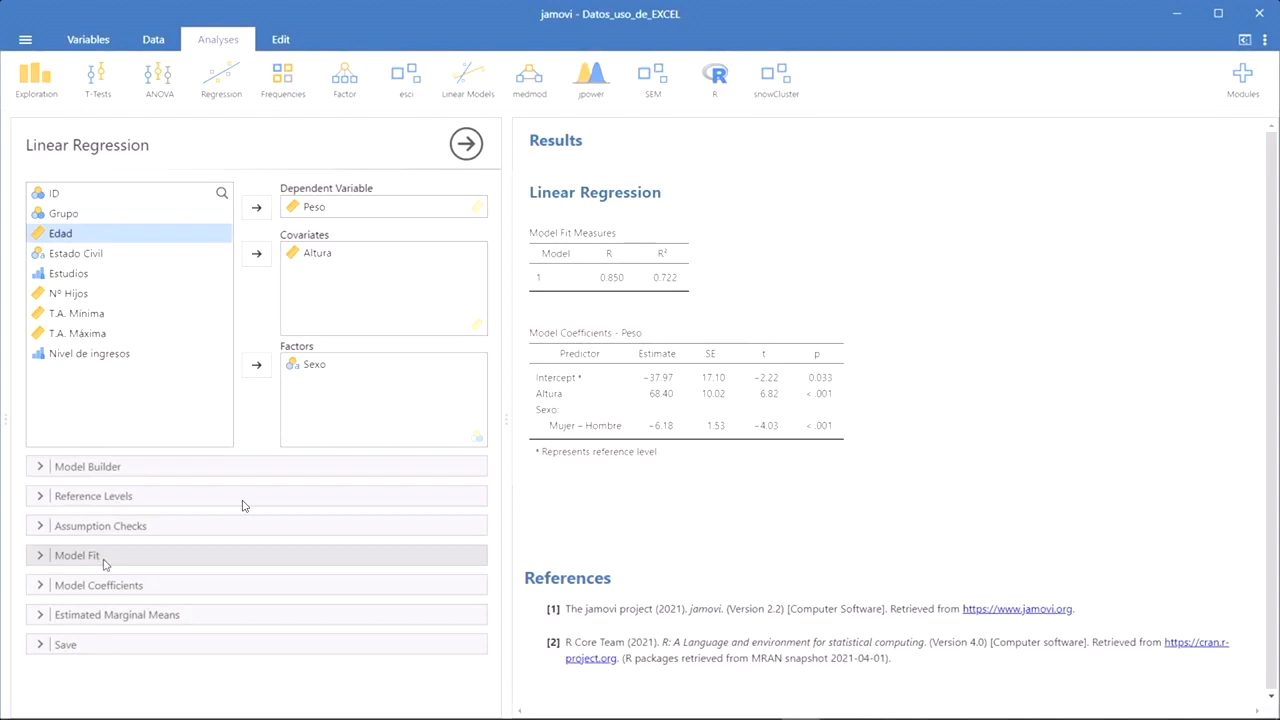 jamovi - Datos_uso_de_EXCEL
Variables Data Analyses Edit
Exploration T-Tests ANOVA Regression Frequencies Factor esci Linear Models medmod jpower SEM R snowCluster Modules
Linear Regression
ID
Grupo
Edad
Estado Civil
Estudios
Nº Hijos
T.A. Mínima
T.A. Máxima
Nivel de ingresos
Dependent Variable
Peso
Covariates
Altura
Factors
Sexo
Model Builder
Reference Levels
Assumption Checks
Model Fit
Model Coefficients
Estimated Marginal Means
Save
Results
Linear Regression
Model Fit Measures
Model R R²
1 0.850 0.722
Model Coefficients - Peso
Predictor Estimate SE t p
Intercept * −37.97 17.10 −2.22 0.033
Altura 68.40 10.02 6.82 < .001
Sexo:
Mujer – Hombre −6.18 1.53 −4.03 < .001
* Represents reference level
References
[1] The jamovi project (2021). jamovi. (Version 2.2) [Computer Software]. Retrieved from https://www.jamovi.org.
[2] R Core Team (2021). R: A Language and environment for statistical computing. (Version 4.0) [Computer software]. Retrieved from https://cran.r-
project.org. (R packages retrieved from MRAN snapshot 2021-04-01).